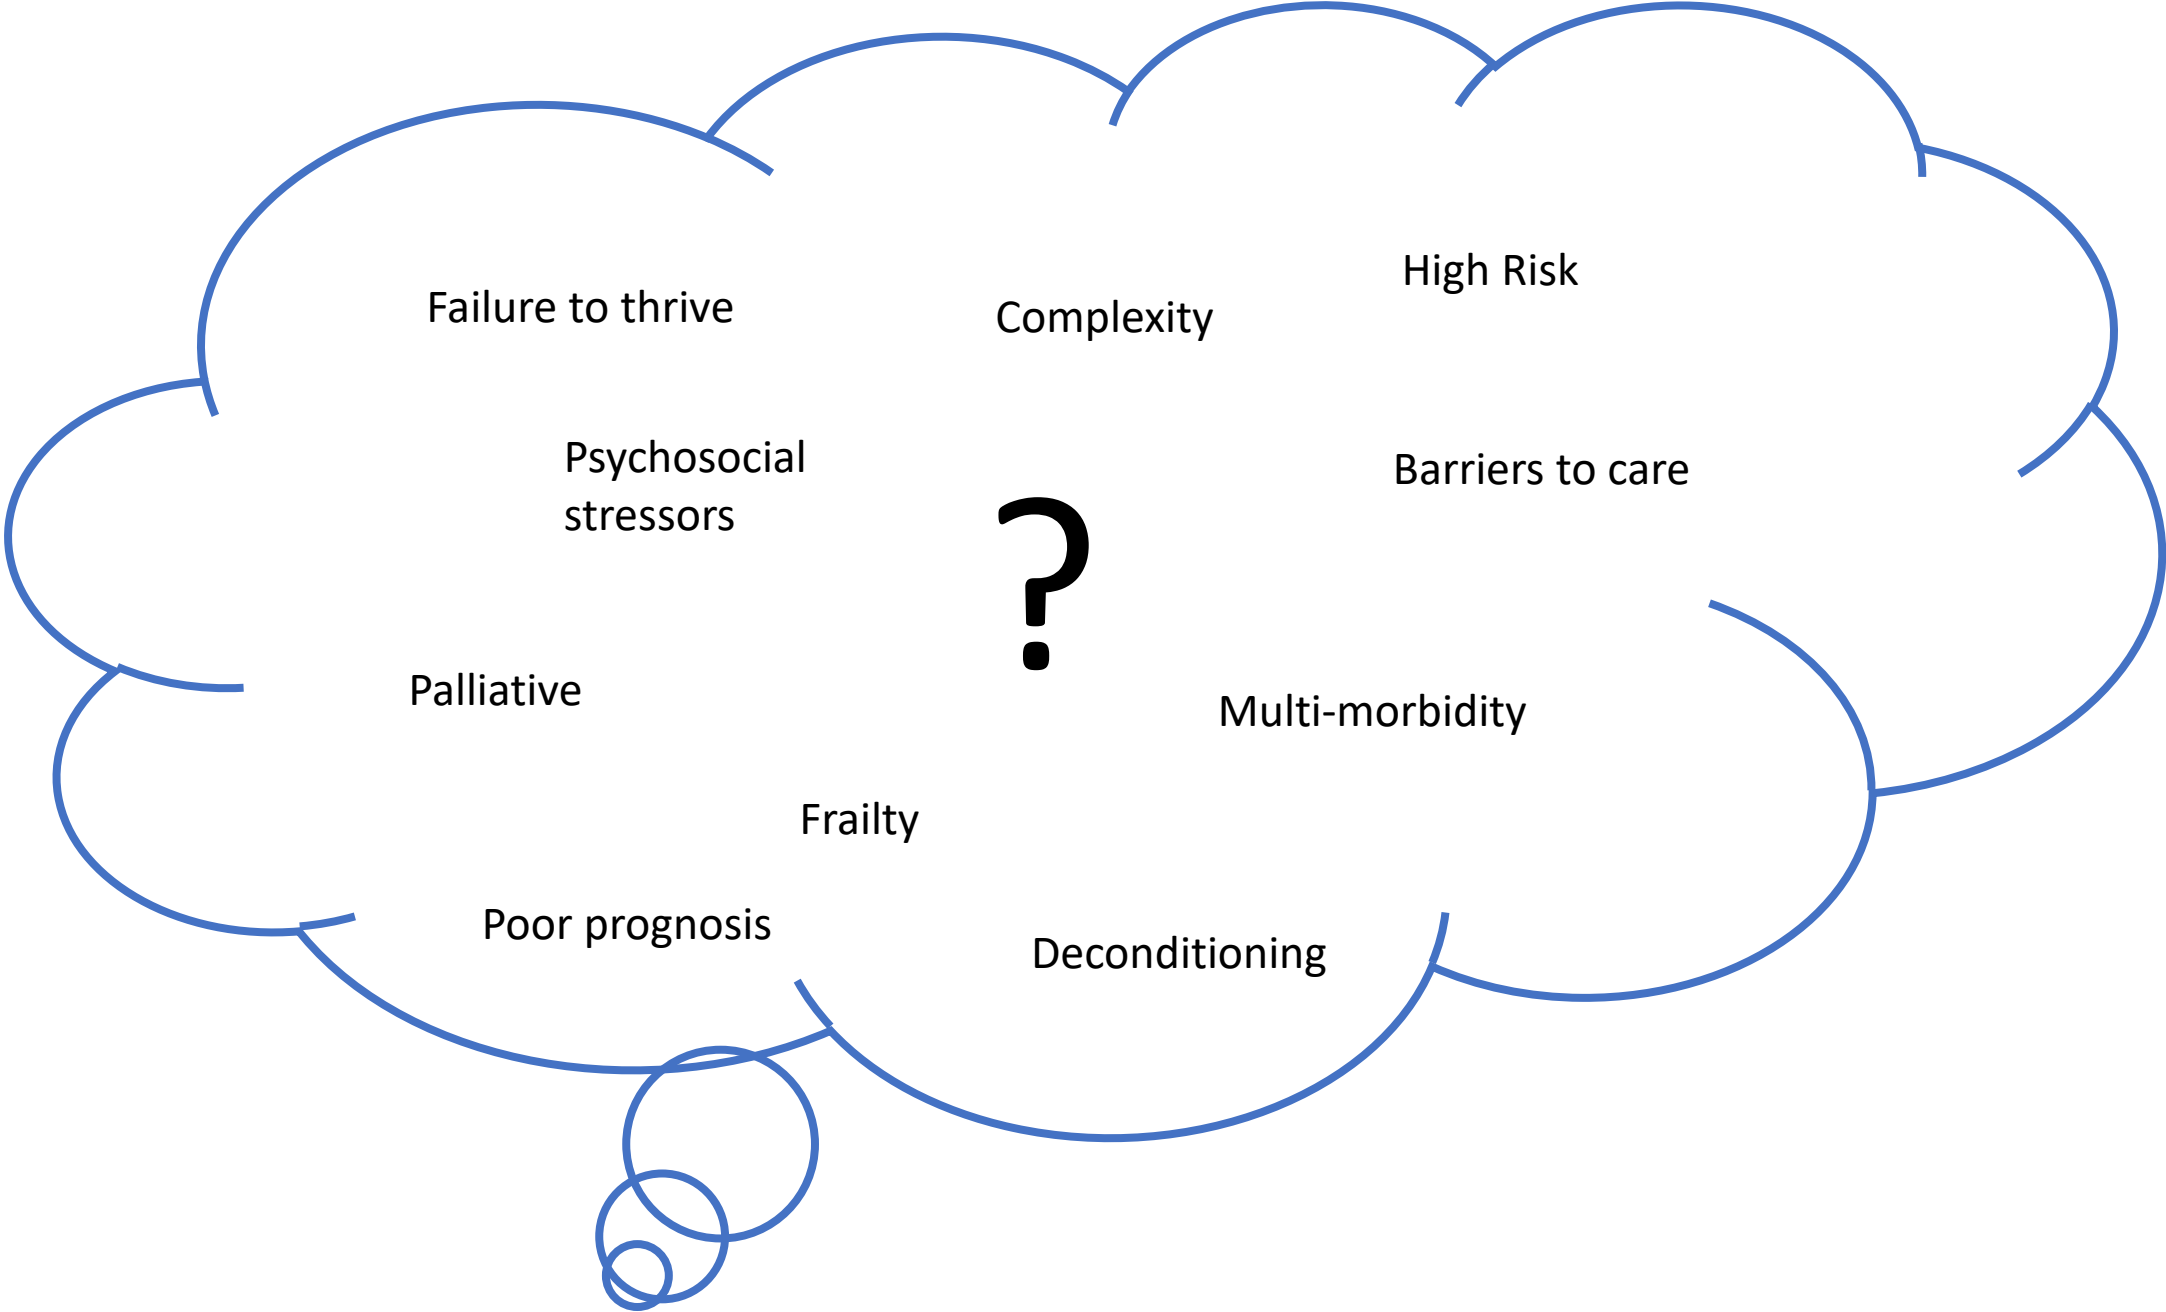 High Risk
Failure to thrive
Complexity
Psychosocial
stressors
Barriers to care
?
Palliative
Multi-morbidity
Frailty
Poor prognosis
Deconditioning